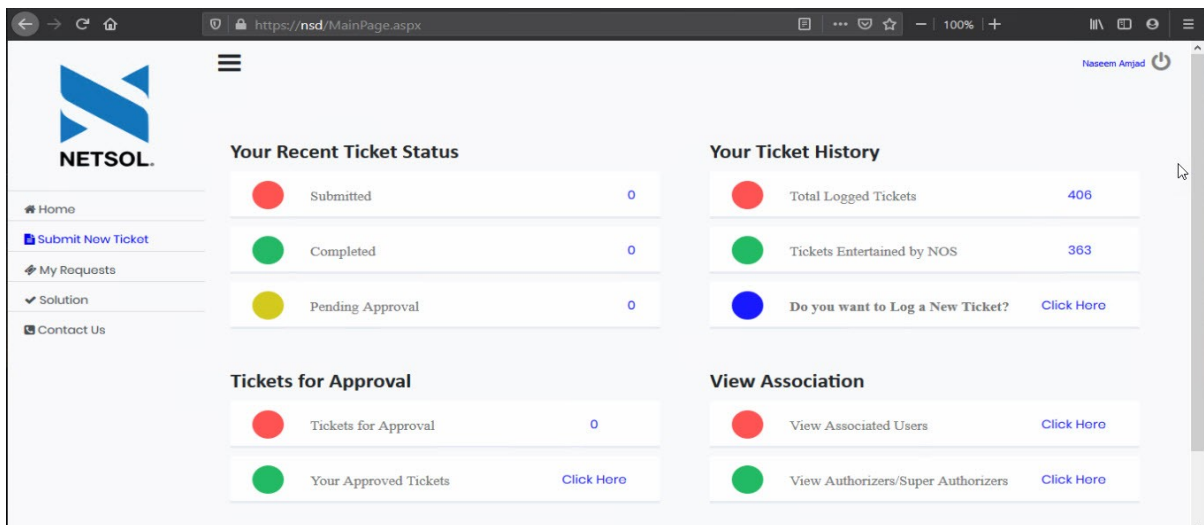 https://nsd/MainPage.aspx
100%
NETSOL.
Naseem Amjad
Home
Submit New Ticket
My Requests
Solution
Contact Us
Your Recent Ticket Status
Submitted 0
Completed 0
Pending Approval 0
Your Ticket History
Total Logged Tickets 406
Tickets Entertained by NOS 363
Do you want to Log a New Ticket? Click Here
Tickets for Approval
Tickets for Approval 0
Your Approved Tickets Click Here
View Association
View Associated Users Click Here
View Authorizers/Super Authorizers Click Here